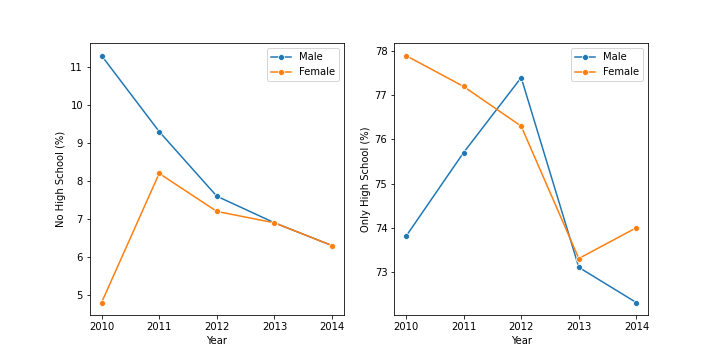 No High School (%)
11
10
9
8
7
6
5
2010 2011 2012 2013 2014
Year
Male
Female
Only High School (%)
78
77
76
75
74
73
2010 2011 2012 2013 2014
Year
Male
Female